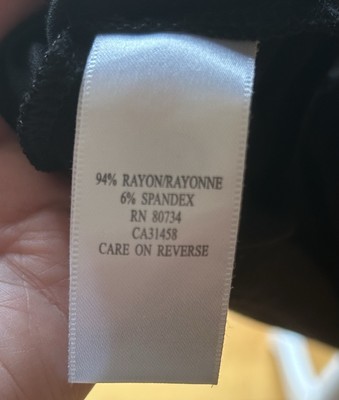 94% RAYON/RAYONNE
6% SPANDEX
RN 80734
CA31458
CARE ON REVERSE